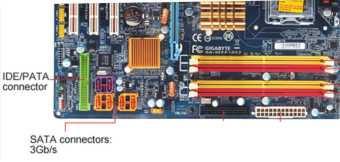 GIGABYTE
IDE/PATA
connector
SATA connectors:
3Gb/s